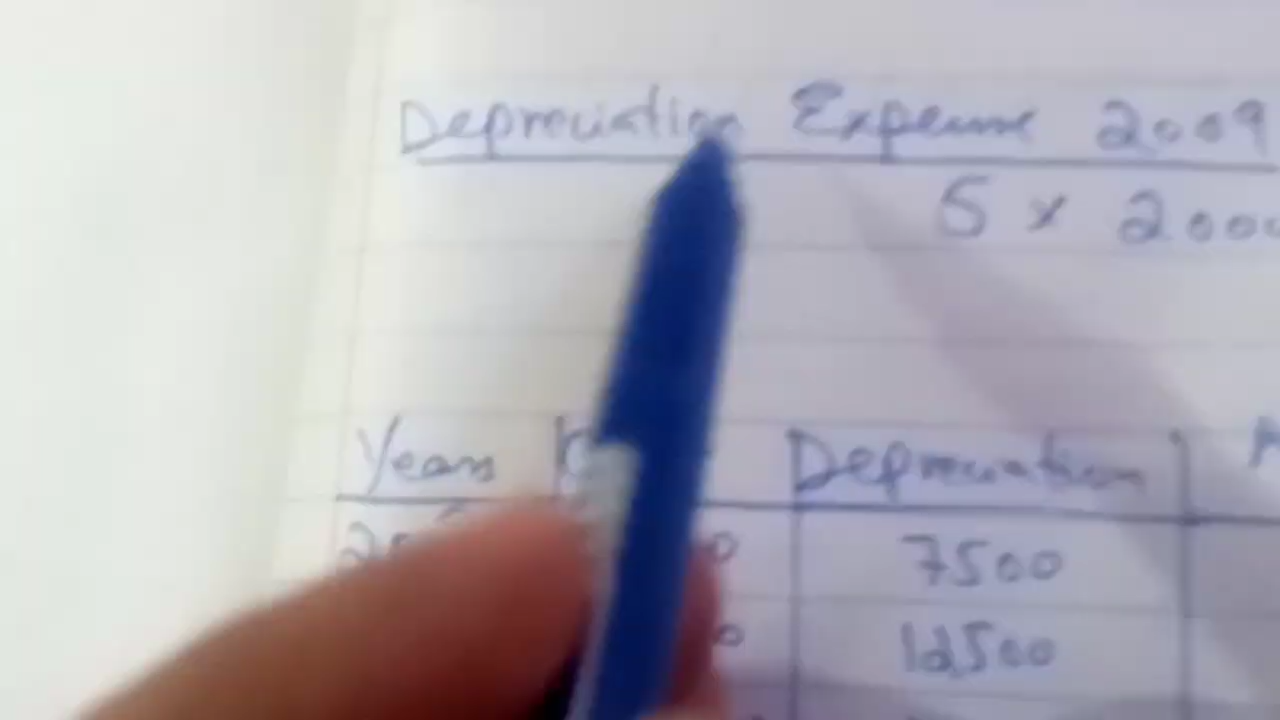 Depreciation Expense 2009
5 x 2000
Years Depreciation
7500
12500